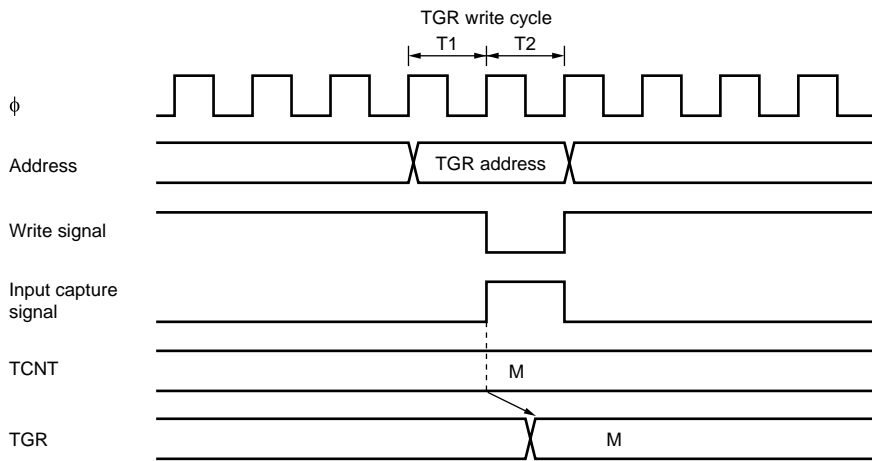 TGR write cycle
T1 T2
ϕ
Address
TGR address
Write signal
Input capture
signal
TCNT
M
TGR
M